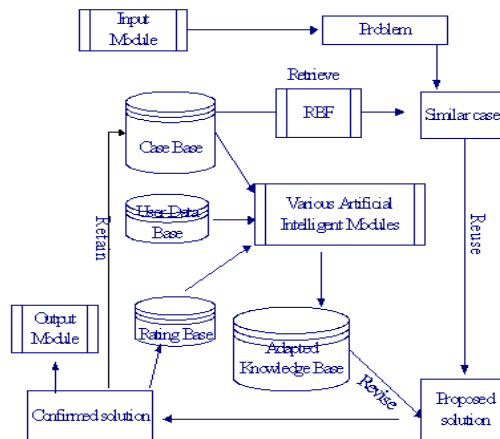 Input
Module
Problem
Retrieve
RBF
Similar case
Case Base
User Data
Base
Various Artificial
Intelligent Modules
Retain
Reuse
Output
Module
Rating Base
Adapted
Knowledge Base
Revise
Confirmed solution
Proposed
solution